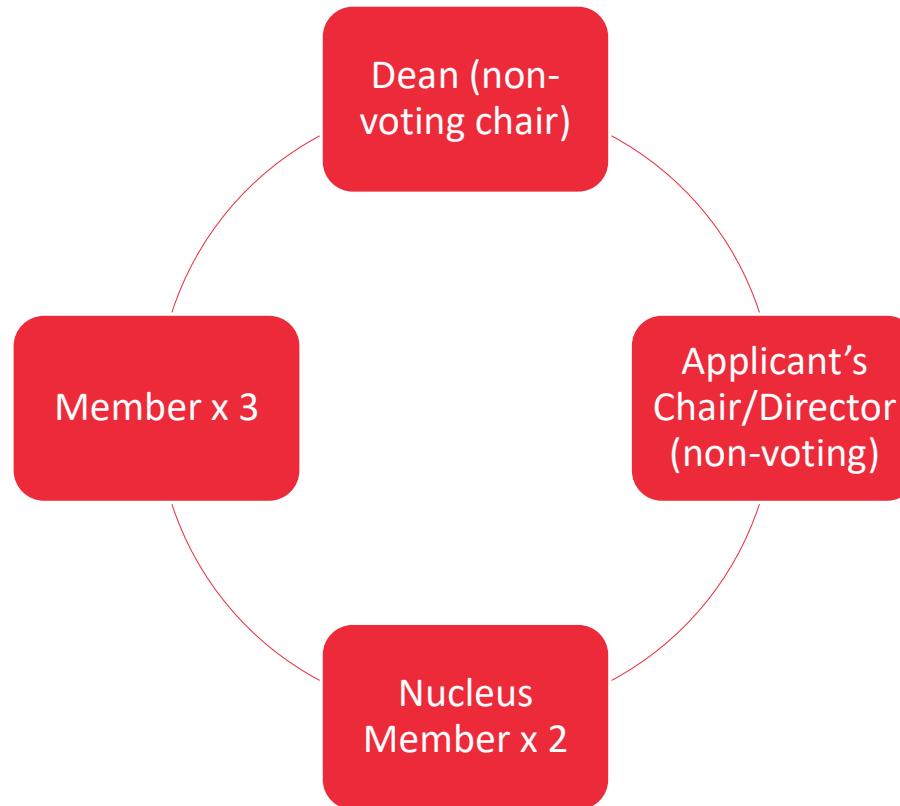 Dean (non-
voting chair)
Applicant’s
Chair/Director
(non-voting)
Nucleus
Member x 2
Member x 3